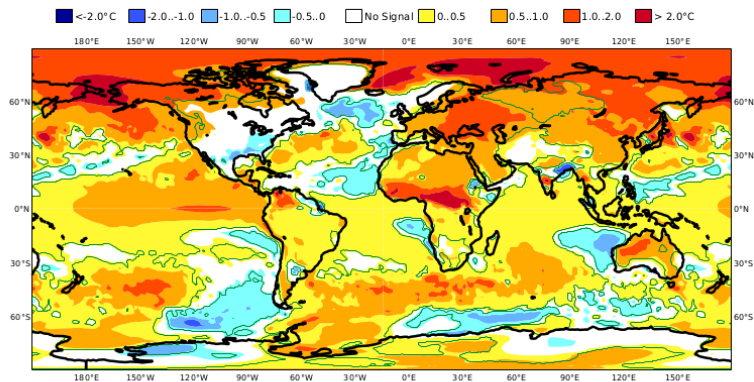 <-2.0°C -2.0..-1.0 -1.0..-0.5 -0.5..0 No Signal 0..0.5 0.5..1.0 1.0..2.0 > 2.0°C
180°E 150°W 120°W 90°W 60°W 30°W 0°E 30°E 60°E 90°E 120°E 150°E
60°N 60°N
30°N 30°N
0°N 0°N
30°S 30°S
60°S 60°S
180°E 150°W 120°W 90°W 60°W 30°W 0°E 30°E 60°E 90°E 120°E 150°E